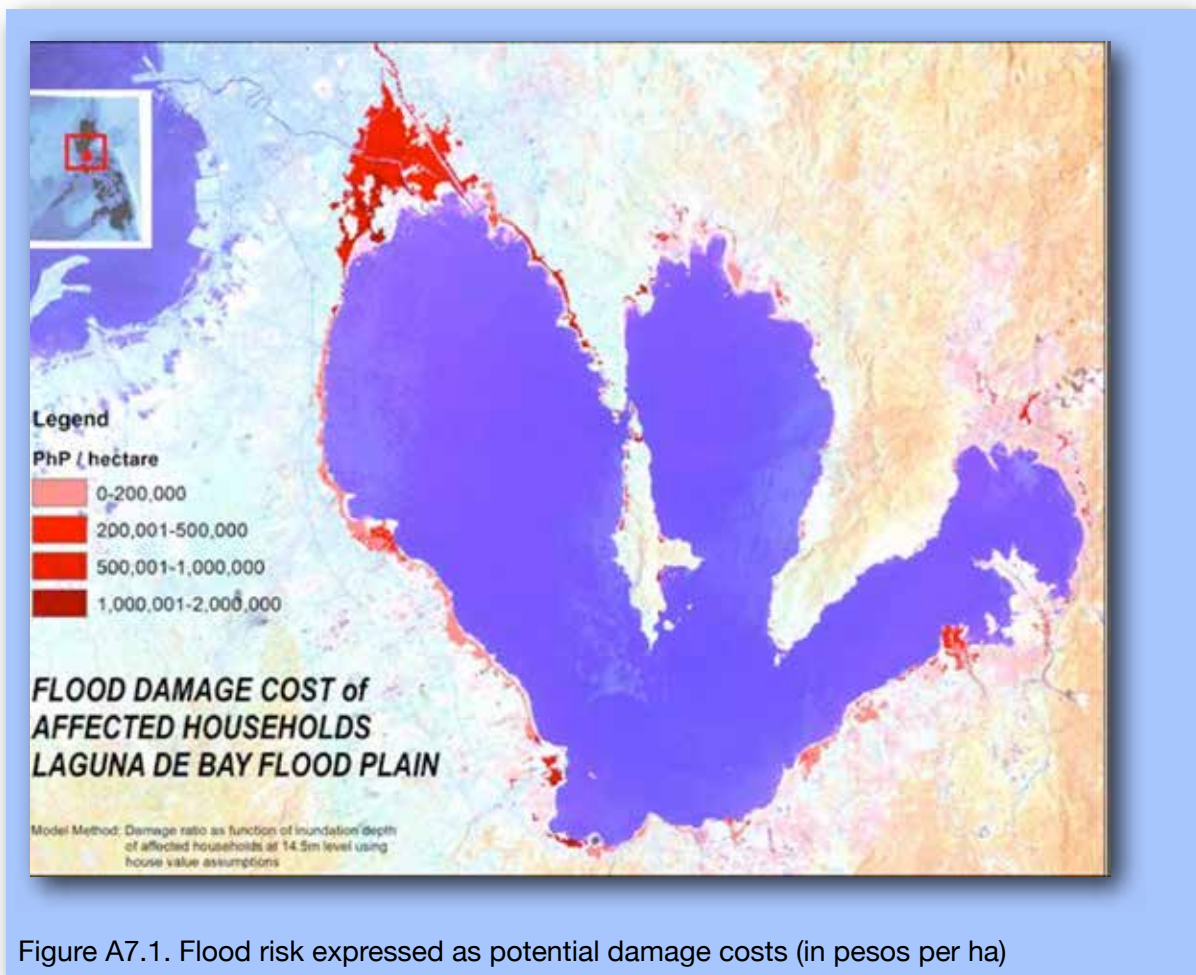 Legend
PhP / hectare
0-200,000
200,001-500,000
500,001-1,000,000
1,000,001-2,000,000
FLOOD DAMAGE COST of
AFFECTED HOUSEHOLDS
LAGUNA DE BAY FLOOD PLAIN
Model Method: Damage ratio as function of inundation depth
of affected households at 14.5m level using
house value assumptions
Figure A7.1. Flood risk expressed as potential damage costs (in pesos per ha)